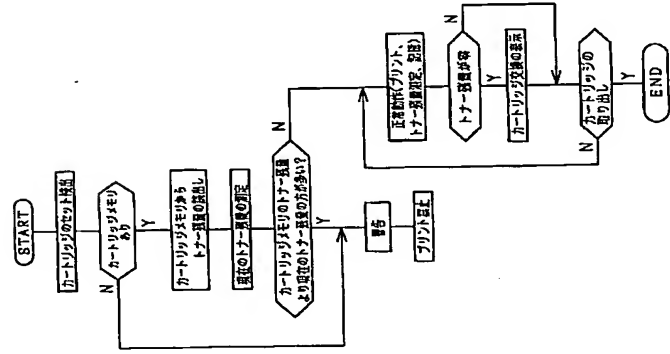 START
カートリッジのセット検出
カートリッジメモリ
あり
N
Y
カートリッジメモリから
トナー残量の読出し
現在のトナー残量の測定
カートリッジメモリのトナー残量
より現在のトナー残量の方が多い?
N
Y
警告
プリント禁止
正常動作(プリント、
トナー残量測定、記憶)
N
トナー残量が零
Y
カートリッジ交換の表示
カートリッジの
取り出し
N
Y
END